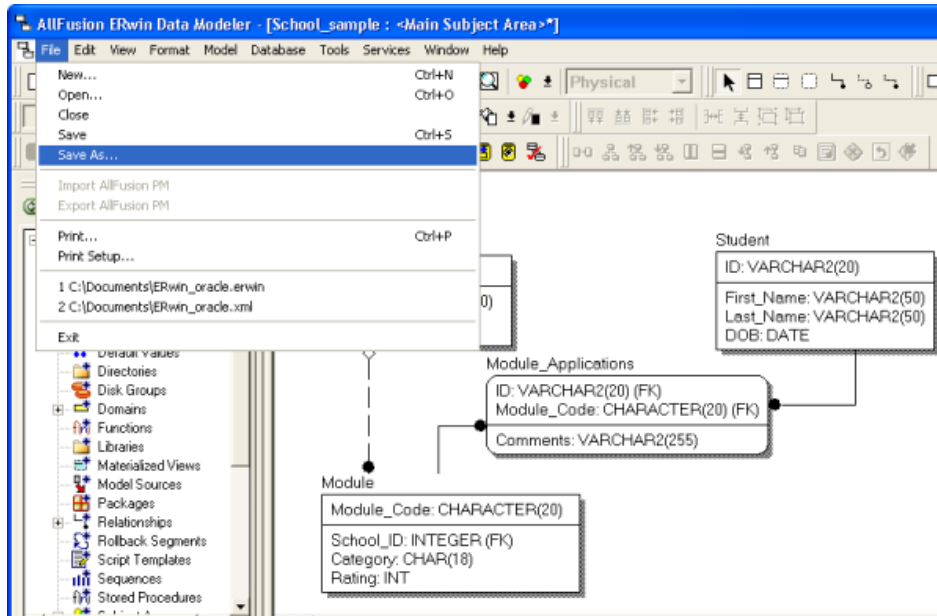 AllFusion ERwin Data Modeler - [School_sample : <Main Subject Area>*]
File Edit View Format Model Database Tools Services Window Help
New... Ctrl+N
Open... Ctrl+O
Close
Save Ctrl+S
Save As...
Import AllFusion PM
Export AllFusion PM
Print... Ctrl+P
Print Setup...
1 C:\Documents\ERwin_oracle.erwin
2 C:\Documents\ERwin_oracle.xml
Exit
Physical
Default Values
Directories
Disk Groups
Domains
Functions
Libraries
Materialized Views
Model Sources
Packages
Relationships
Rollback Segments
Script Templates
Sequences
Stored Procedures
0)
Student
ID: VARCHAR2(20)
First_Name: VARCHAR2(50)
Last_Name: VARCHAR2(50)
DOB: DATE
Module_Applications
ID: VARCHAR2(20) (FK)
Module_Code: CHARACTER(20) (FK)
Comments: VARCHAR2(255)
Module
Module_Code: CHARACTER(20)
School_ID: INTEGER (FK)
Category: CHAR(18)
Rating: INT